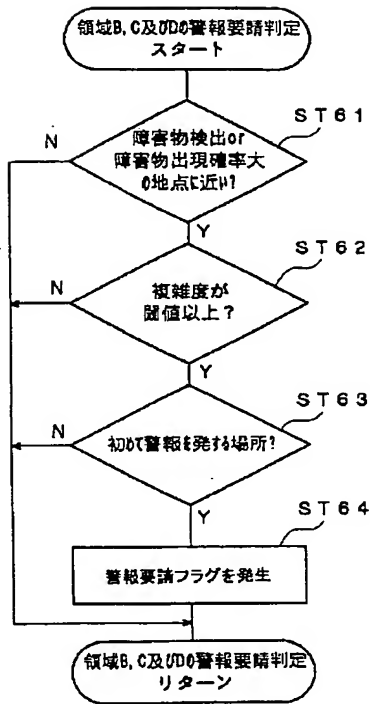 領域B,C及びDの警報要請判定
スタート
ST61
N
障害物検出or
障害物出現確率大
の地点に近い?
Y
ST62
N
複雑度が
閾値以上?
Y
ST63
N
初めて警報を発する場所?
Y
ST64
警報要請フラグを発生
領域B,C及びDの警報要請判定
リターン